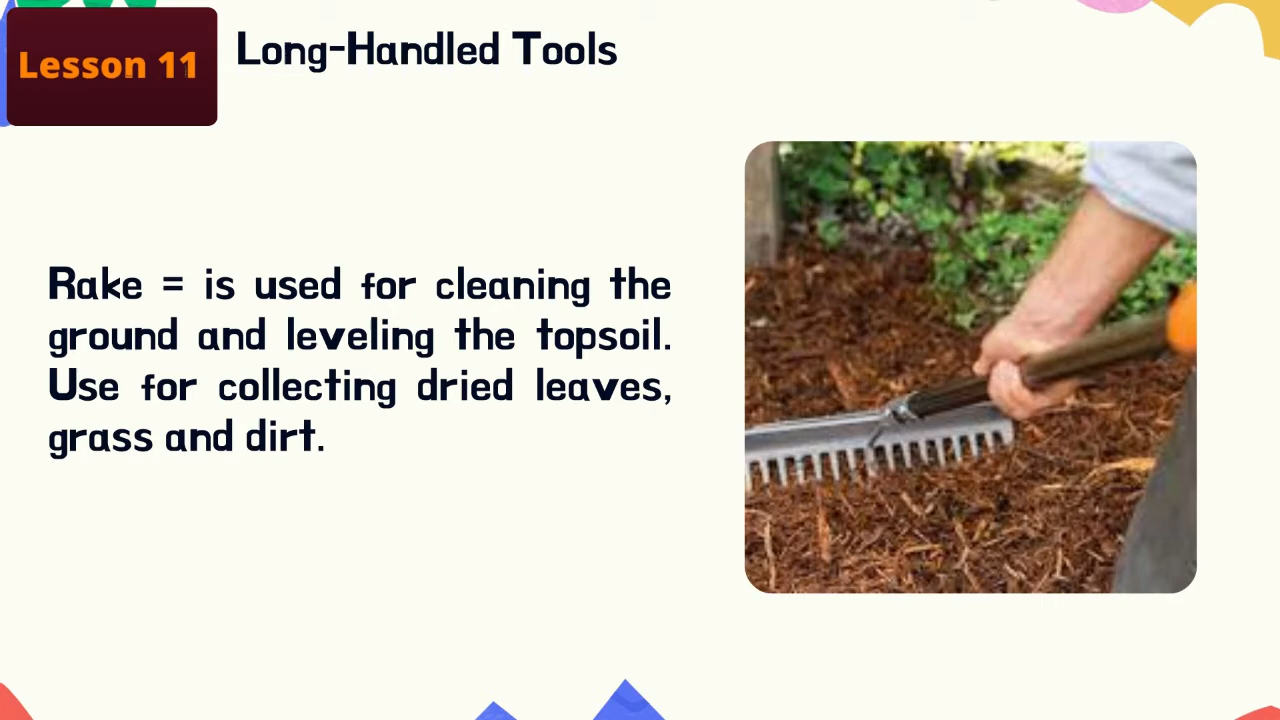 Lesson 11
Long-Handled Tools
Rake = is used for cleaning the
ground and leveling the topsoil.
Use for collecting dried leaves,
grass and dirt.